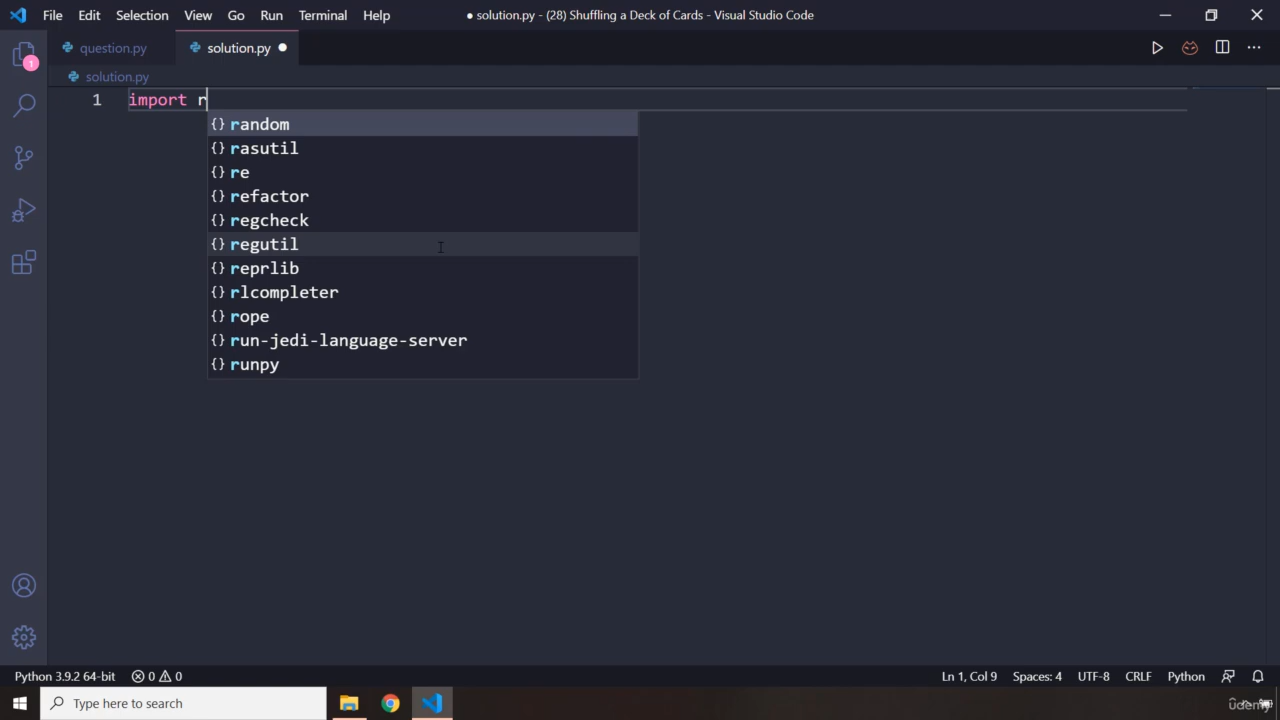 File Edit Selection View Go Run Terminal Help ● solution.py - (28) Shuffling a Deck of Cards - Visual Studio Code
question.py solution.py
solution.py
1 import r
random
rasutil
re
refactor
regcheck
regutil
reprlib
rlcompleter
rope
run-jedi-language-server
runpy
1
Python 3.9.2 64-bit 0 0 Ln 1, Col 9 Spaces: 4 UTF-8 CRLF Python
Type here to search
Udemy